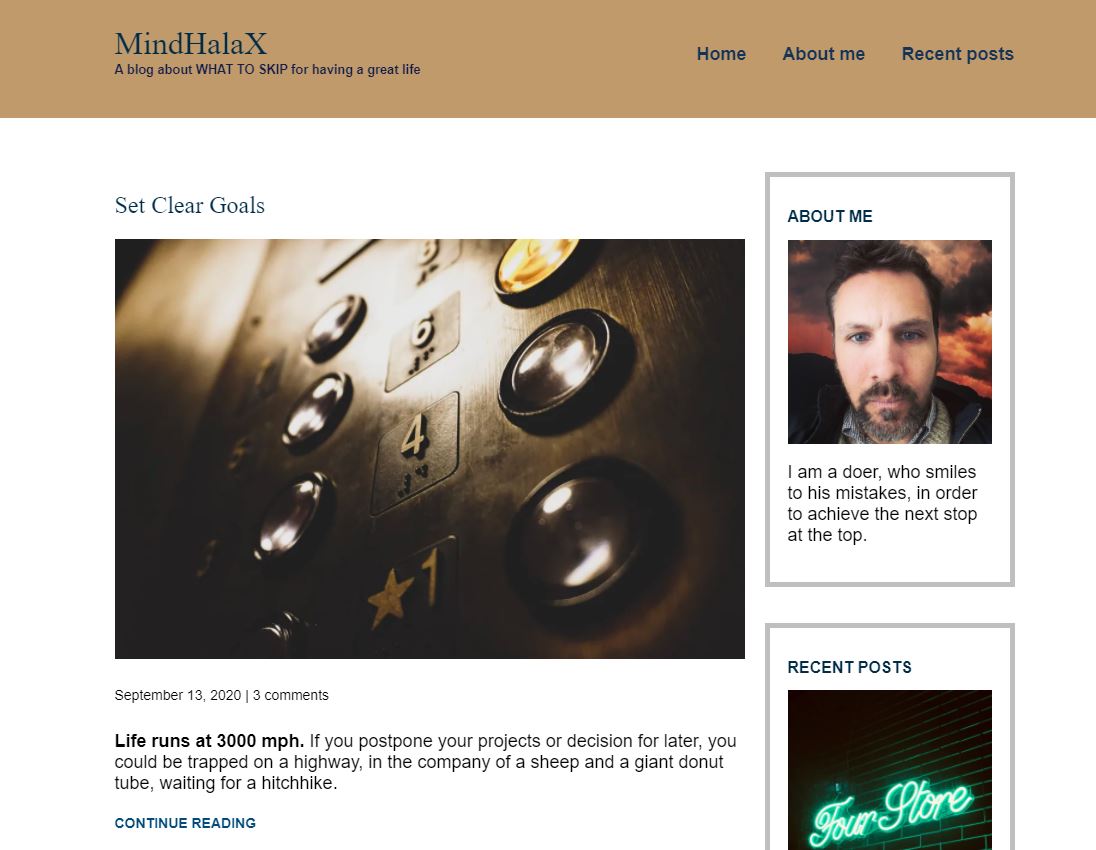 MindHalaX
A blog about WHAT TO SKIP for having a great life
Home About me Recent posts
Set Clear Goals
6
4
★1
September 13, 2020 | 3 comments
Life runs at 3000 mph. If you postpone your projects or decision for later, you
could be trapped on a highway, in the company of a sheep and a giant donut
tube, waiting for a hitchhike.
CONTINUE READING
ABOUT ME
I am a doer, who smiles
to his mistakes, in order
to achieve the next stop
at the top.
RECENT POSTS
Four Store